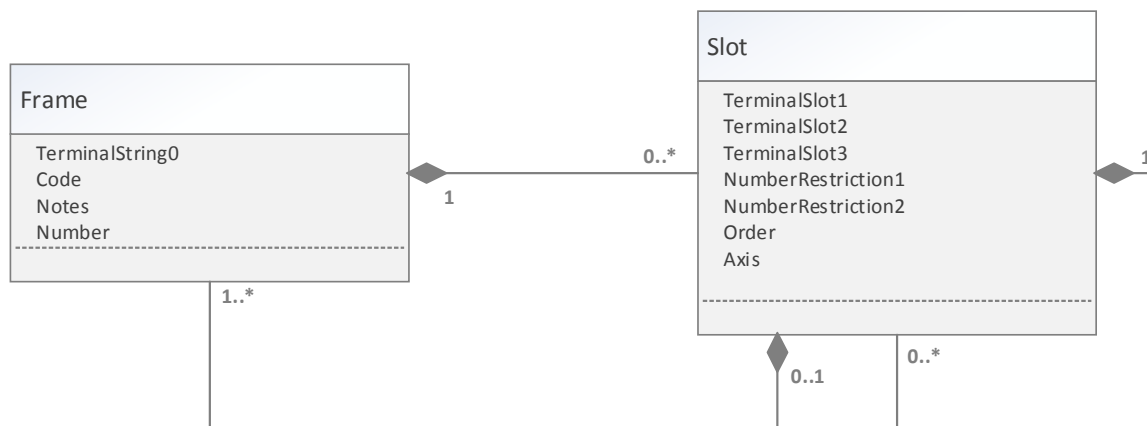 Frame
TerminalString0
Code
Notes
Number
1
0..*
1..*
Slot
TerminalSlot1
TerminalSlot2
TerminalSlot3
NumberRestriction1
NumberRestriction2
Order
Axis
1
0..1
0..*